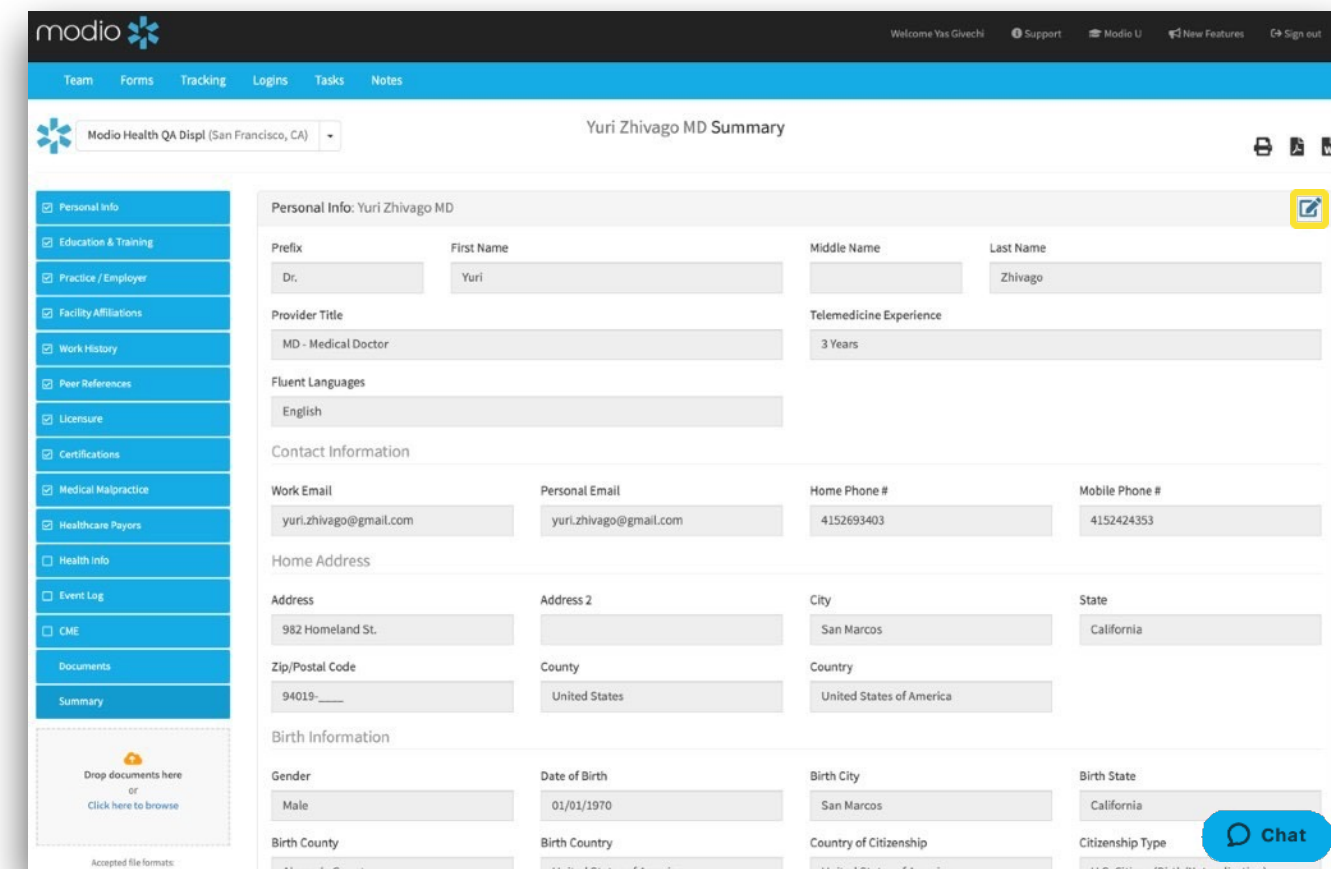 modio
Welcome Yas Givechi Support Modio U New Features Sign out
Team Forms Tracking Logins Tasks Notes
Modio Health QA Displ (San Francisco, CA)
Yuri Zhivago MD Summary
Personal Info
Education & Training
Practice / Employer
Facility Affiliations
Work History
Peer References
Licensure
Certifications
Medical Malpractice
Healthcare Payors
Health Info
Event Log
CME
Documents
Summary
Drop documents here
or
Click here to browse
Accepted file formats:
Personal Info: Yuri Zhivago MD
Prefix First Name Middle Name Last Name
Dr. Yuri Zhivago
Provider Title Telemedicine Experience
MD - Medical Doctor 3 Years
Fluent Languages
English
Contact Information
Work Email Personal Email Home Phone # Mobile Phone #
yuri.zhivago@gmail.com yuri.zhivago@gmail.com 4152693403 4152424353
Home Address
Address Address 2 City State
982 Homeland St. San Marcos California
Zip/Postal Code County Country
94019-____ United States United States of America
Birth Information
Gender Date of Birth Birth City Birth State
Male 01/01/1970 San Marcos California
Birth County Birth Country Country of Citizenship Citizenship Type
Chat